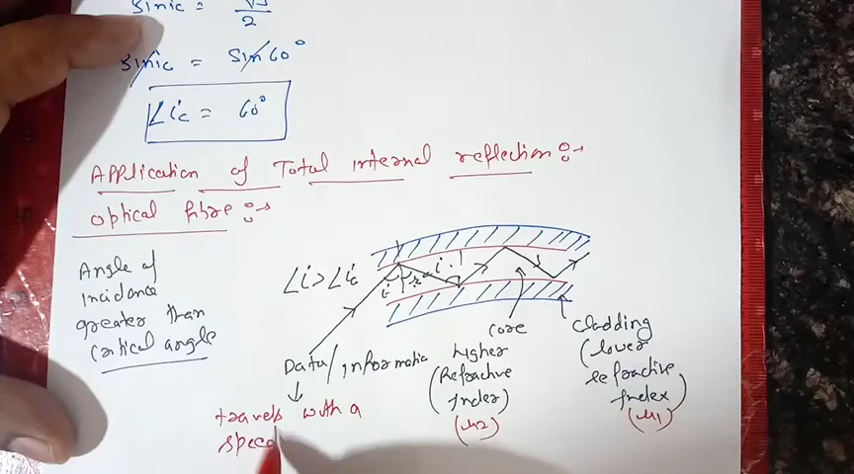 sin ic = √3/2
sin ic = sin 60°
∠ic = 60°
Application of Total internal reflection :-
optical fibre :-
Angle of
incidence
greater than
critical angle
∠i > ∠ic
i
r
i
core
cladding
(lower
refractive
Index)
(μ1)
higher
(Refractive
Index)
(μ2)
Data/Informatio
travels with a
speed